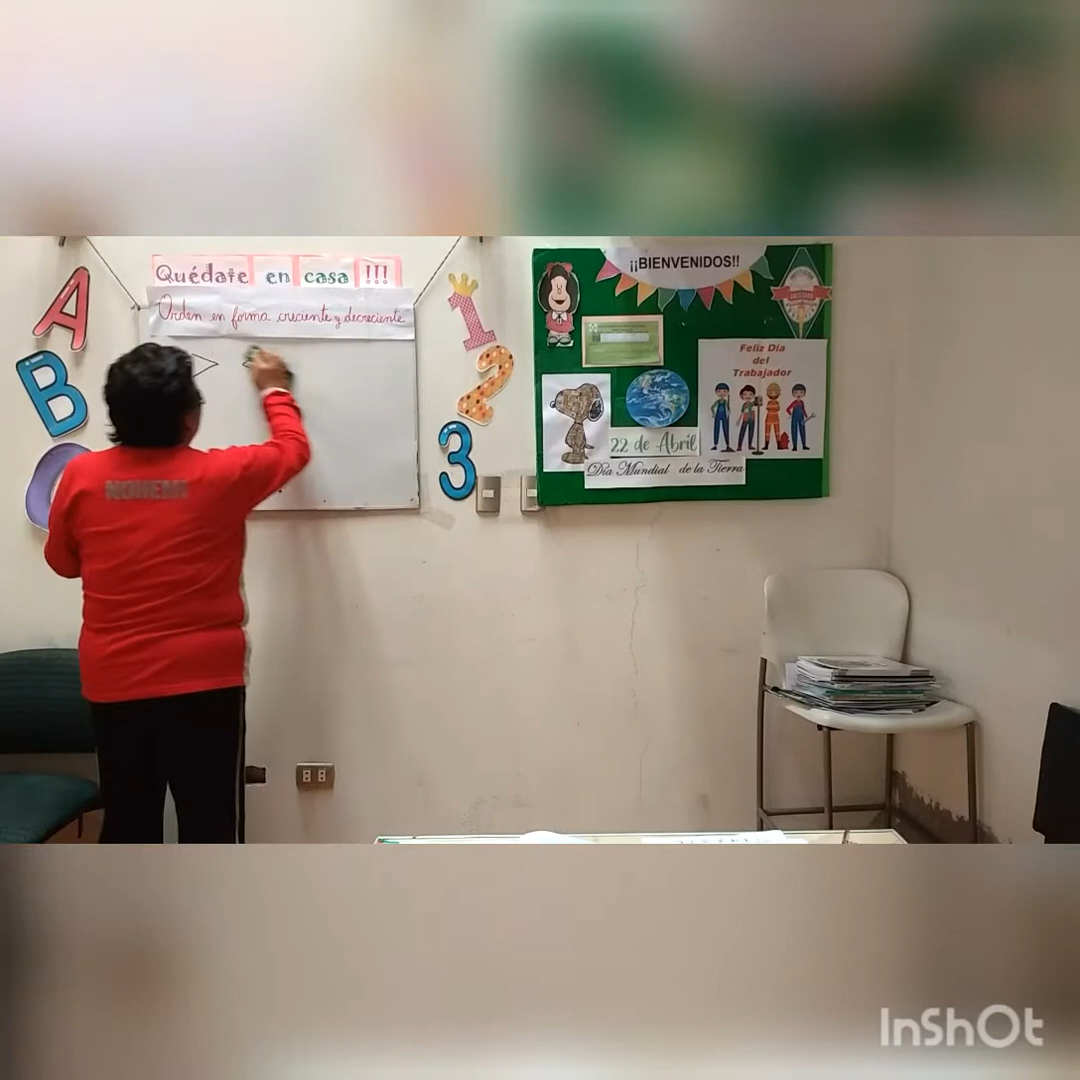 Quédate en casa !!!
Orden en forma creciente y decreciente
>
A
B
1
2
3
¡¡BIENVENIDOS!!
Feliz Día
del
Trabajador
22 de Abril
Día Mundial de la Tierra
NOHEMI
InShOt